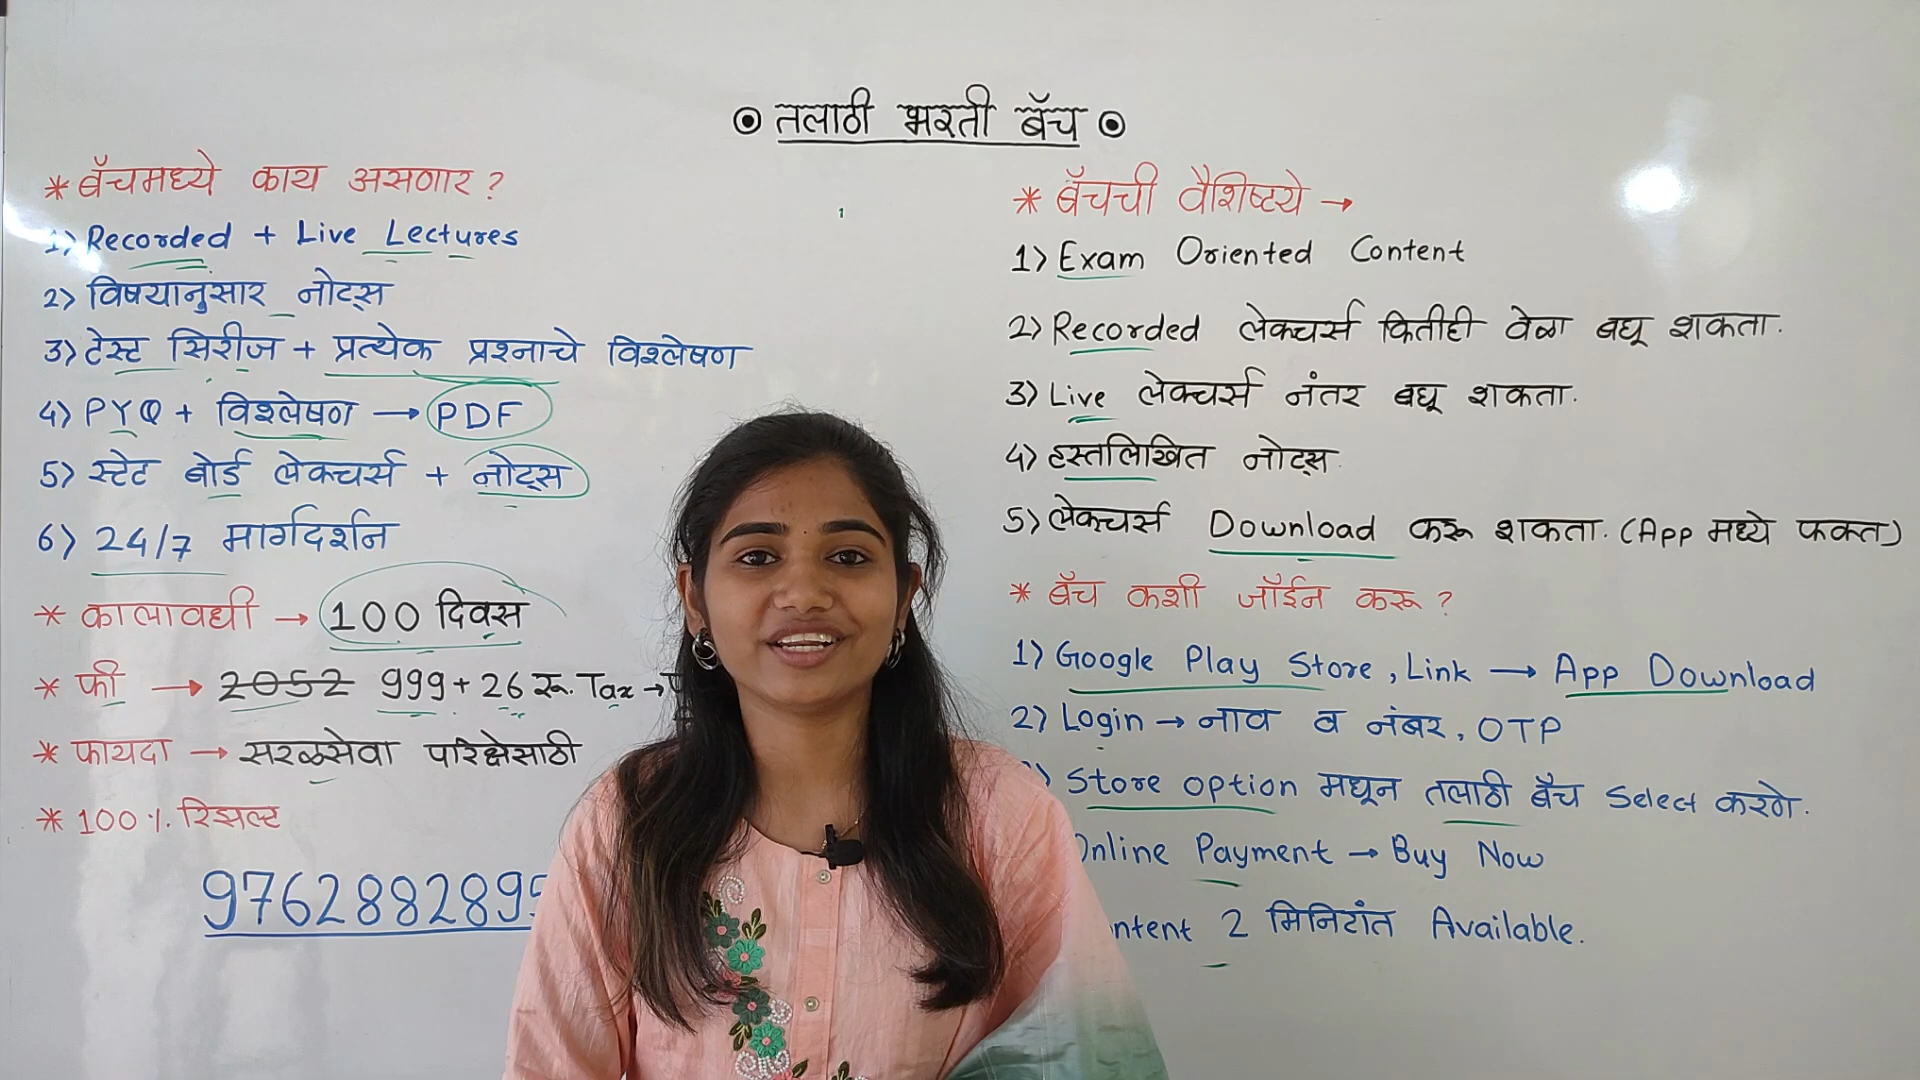 ⊙ तलाठी भरती बॅच ⊙
* बॅचमध्ये काय असणार ?
1) Recorded + Live Lectures
2) विषयानुसार नोट्स
3) टेस्ट सिरीज + प्रत्येक प्रश्नाचे विश्लेषण
4) PYQ + विश्लेषण → PDF
5) स्टेट बोर्ड लेक्चर्स + नोट्स
6) 24/7 मार्गदर्शन
* कालावधी → 100 दिवस
* फी → 2052 999 + 26 रू. Tax →
* फायदा → सरळसेवा परिक्षेसाठी
* 100 % रिझल्ट
976288289
* बॅचची वैशिष्टये →
1) Exam Oriented Content
2) Recorded लेक्चर्स कितीही वेळा बघू शकता.
3) Live लेक्चर्स नंतर बघू शकता.
4) हस्तलिखित नोट्स.
5) लेक्चर्स Download करू शकता. (App मध्ये फक्त)
* बॅच कशी जॉईन करू ?
1) Google Play Store, Link → App Download
2) Login → नाव व नंबर, OTP
Store option मधून तलाठी बॅच Select करणे.
Online Payment → Buy Now
ntent 2 मिनिटांत Available.